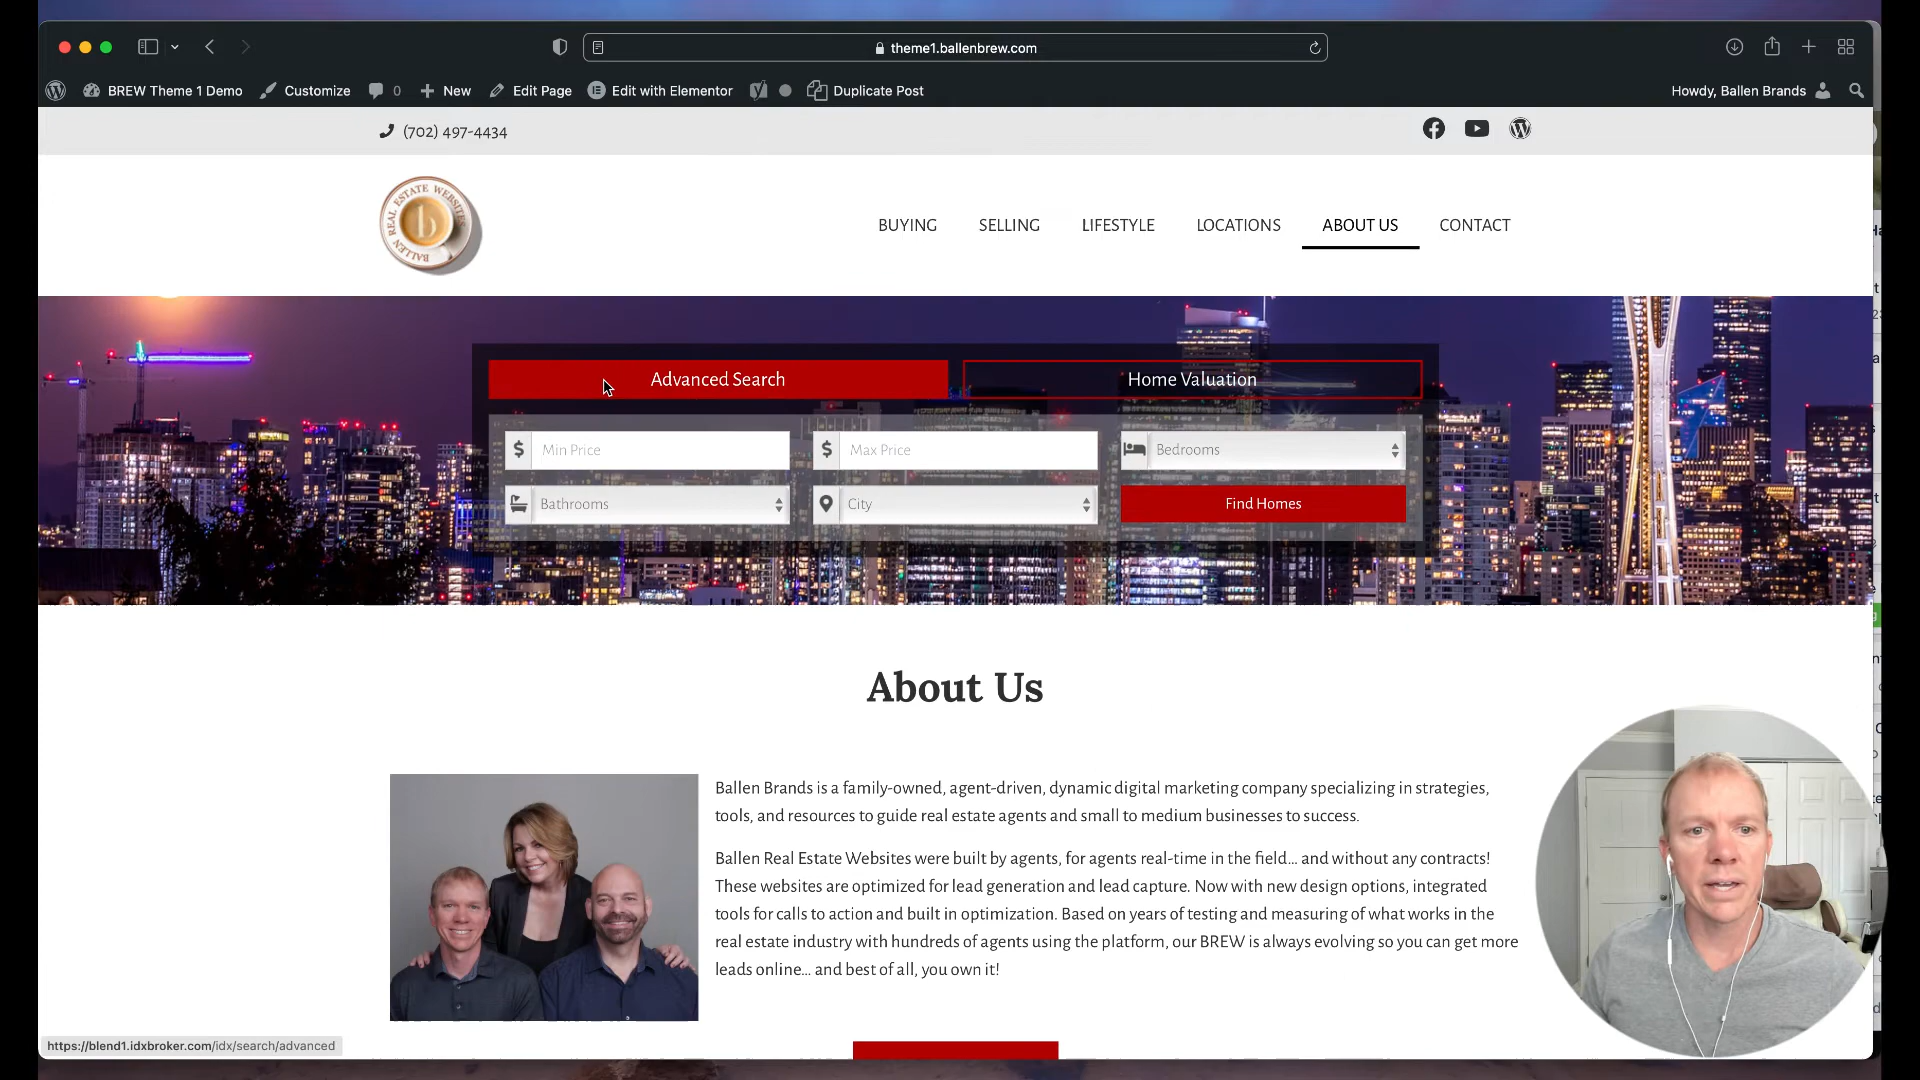 theme1.ballenbrew.com
BREW Theme 1 Demo
Customize
0
New
Edit Page
Edit with Elementor
Duplicate Post
Howdy, Ballen Brands
(702) 497-4434
BALLEN REAL ESTATE WEBSITES
b
BUYING
SELLING
LIFESTYLE
LOCATIONS
ABOUT US
CONTACT
Advanced Search
Home Valuation
$ Min Price
$ Max Price
Bedrooms
Bathrooms
City
Find Homes
About Us
Ballen Brands is a family-owned, agent-driven, dynamic digital marketing company specializing in strategies,
tools, and resources to guide real estate agents and small to medium businesses to success.
Ballen Real Estate Websites were built by agents, for agents real-time in the field... and without any contracts!
These websites are optimized for lead generation and lead capture. Now with new design options, integrated
tools for calls to action and built in optimization. Based on years of testing and measuring of what works in the
real estate industry with hundreds of agents using the platform, our BREW is always evolving so you can get more
leads online... and best of all, you own it!
https://blend1.idxbroker.com/idx/search/advanced